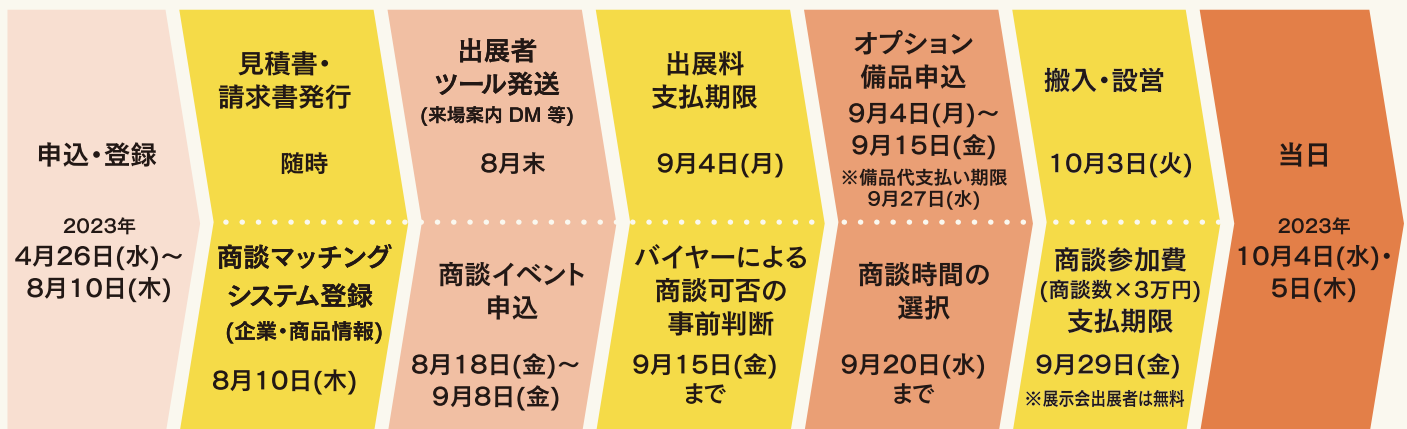 申込・登録
2023年
4月26日(水)～
8月10日(木)
見積書・
請求書発行
随時
商談マッチング
システム登録
(企業・商品情報)
8月10日(木)
出展者
ツール発送
(来場案内 DM 等)
8月末
商談イベント
申込
8月18日(金)～
9月8日(金)
出展料
支払期限
9月4日(月)
バイヤーによる
商談可否の
事前判断
9月15日(金)
まで
オプション
備品申込
9月4日(月)～
9月15日(金)
※備品代支払い期限
9月27日(水)
商談時間の
選択
9月20日(水)
まで
搬入・設営
10月3日(火)
商談参加費
(商談数×3万円)
支払期限
9月29日(金)
※展示会出展者は無料
当日
2023年
10月4日(水)・
5日(木)